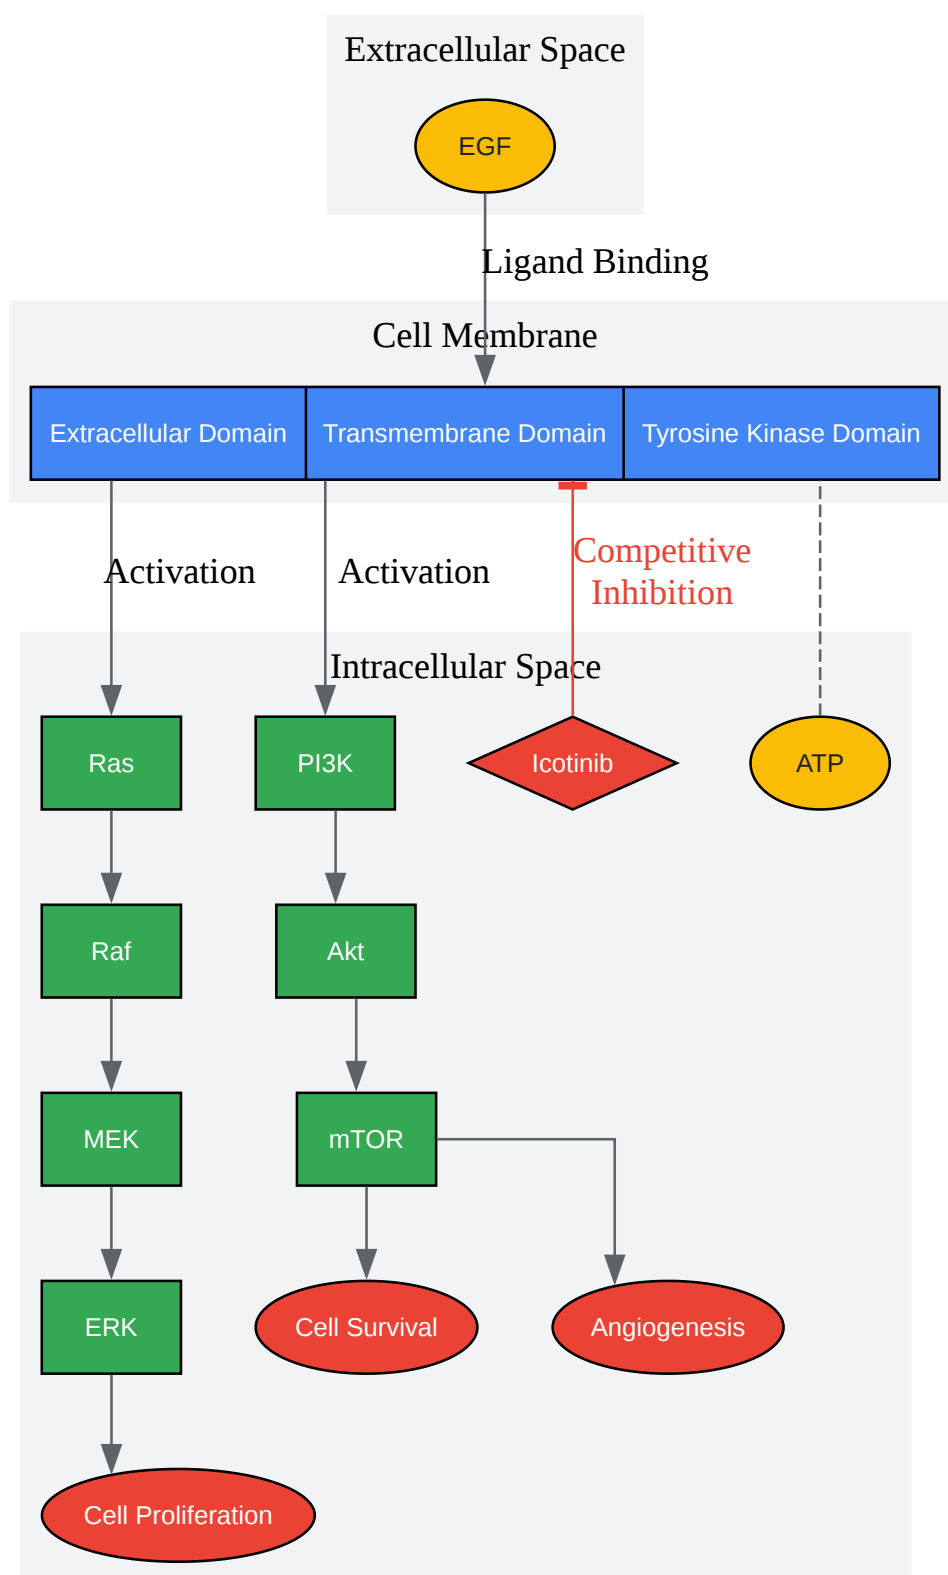 Extracellular Space
EGF
Ligand Binding
Cell Membrane
Extracellular Domain
Transmembrane Domain
Tyrosine Kinase Domain
Activation
Activation
Competitive
Inhibition
Intracellular Space
Ras
PI3K
Icotinib
ATP
Raf
Akt
MEK
mTOR
ERK
Cell Survival
Angiogenesis
Cell Proliferation